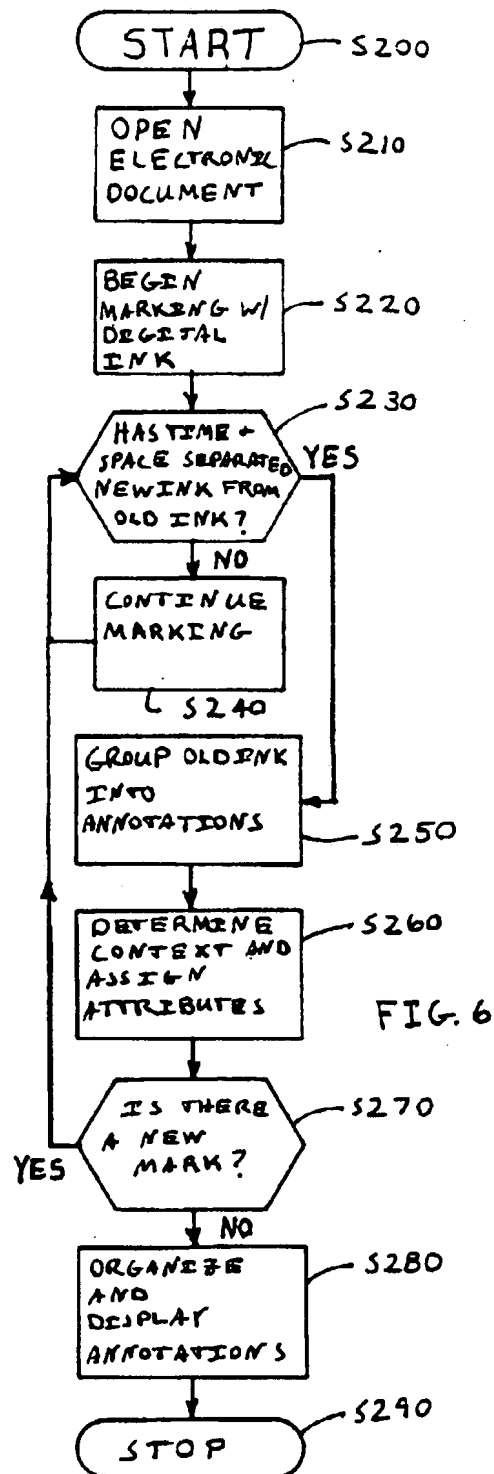 START
S200
OPEN
ELECTRONIC
DOCUMENT
S210
BEGIN
MARKING W/
DIGITAL
INK
S220
S230
HAS TIME +
SPACE SEPARATED
NEW INK FROM
OLD INK?
YES
NO
CONTINUE
MARKING
S240
GROUP OLD INK
INTO
ANNOTATIONS
S250
DETERMINE
CONTEXT AND
ASSIGN
ATTRIBUTES
S260
FIG. 6
IS THERE
A NEW
MARK?
S270
YES
NO
ORGANIZE
AND
DISPLAY
ANNOTATIONS
S280
S290
STOP